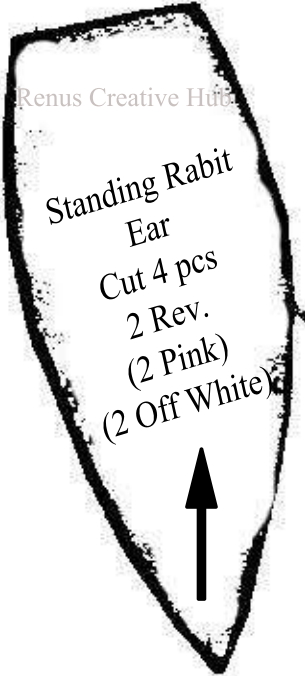 Renus Creative Hub
Standing Rabit
Ear
Cut 4 pcs
2 Rev.
(2 Pink)
(2 Off White)